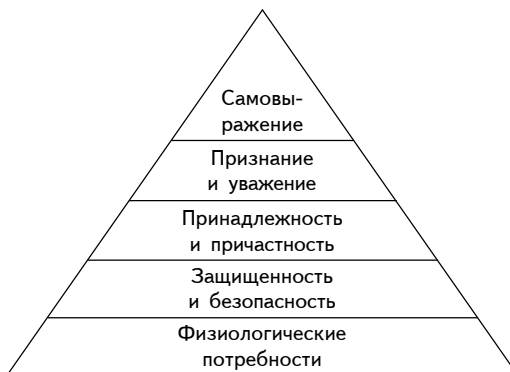 Самовы-
ражение
Признание
и уважение
Принадлежность
и причастность
Защищенность
и безопасность
Физиологические
потребности